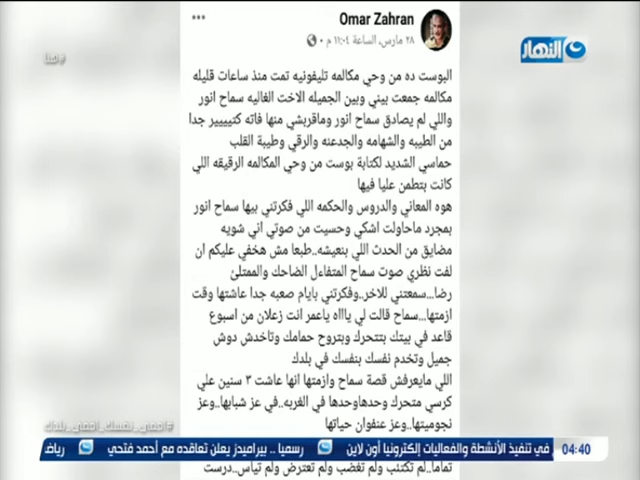 Omar Zahran
٢٨ مارس، الساعة ١١:٠٤ م
النهار
#هنا
البوست ده من وحي مكالمه تليفونيه تمت منذ ساعات قليله
مكالمه جمعت بيني وبين الجميله الاخت الغاليه سماح انور
واللي لم يصادق سماح انور وماقربشي منها فاته كتيييير جدا
من الطيبه والشهامه والجدعنه والرقي وطيبة القلب
حماسي الشديد لكتابة بوست من وحي المكالمه الرقيقه اللي
كانت بتطمن عليا فيها
هوه المعاني والدروس والحكمه اللي فكرتني بيها سماح انور
بمجرد ماحاولت اشكي وحسيت من صوتي اني شويه
مضايق من الحدث اللي بنعيشه..طبعا مش هخفي عليكم ان
لفت نظري صوت سماح المتفاءل الضاحك والممتلئ
رضا...سمعتني للاخر..وفكرتني بايام صعبه جدا عاشتها وقت
ازمتها...سماح قالت لي ياااه ياعمر انت زعلان من اسبوع
قاعد في بيتك بتتحرك وبتروح حمامك وتاخدش دوش
جميل وتخدم نفسك بنفسك في بلدك
اللي مايعرفش قصة سماح وازمتها انها عاشت ٣ سنين علي
كرسي متحرك وحدهاوحدها في الغربه..في عز شبابها..وعز
نجوميتها..وعز عنفوان حياتها
تماما..لم تكتئب ولم تغضب ولم تعترض ولم تيأس..درست
#احمي_نفسك_احمي_بلدك
في تنفيذ الأنشطة والفعاليات إلكترونيا أون لاين
رسميا .. بيراميدز يعلن تعاقده مع أحمد فتحي
رياض
04:40